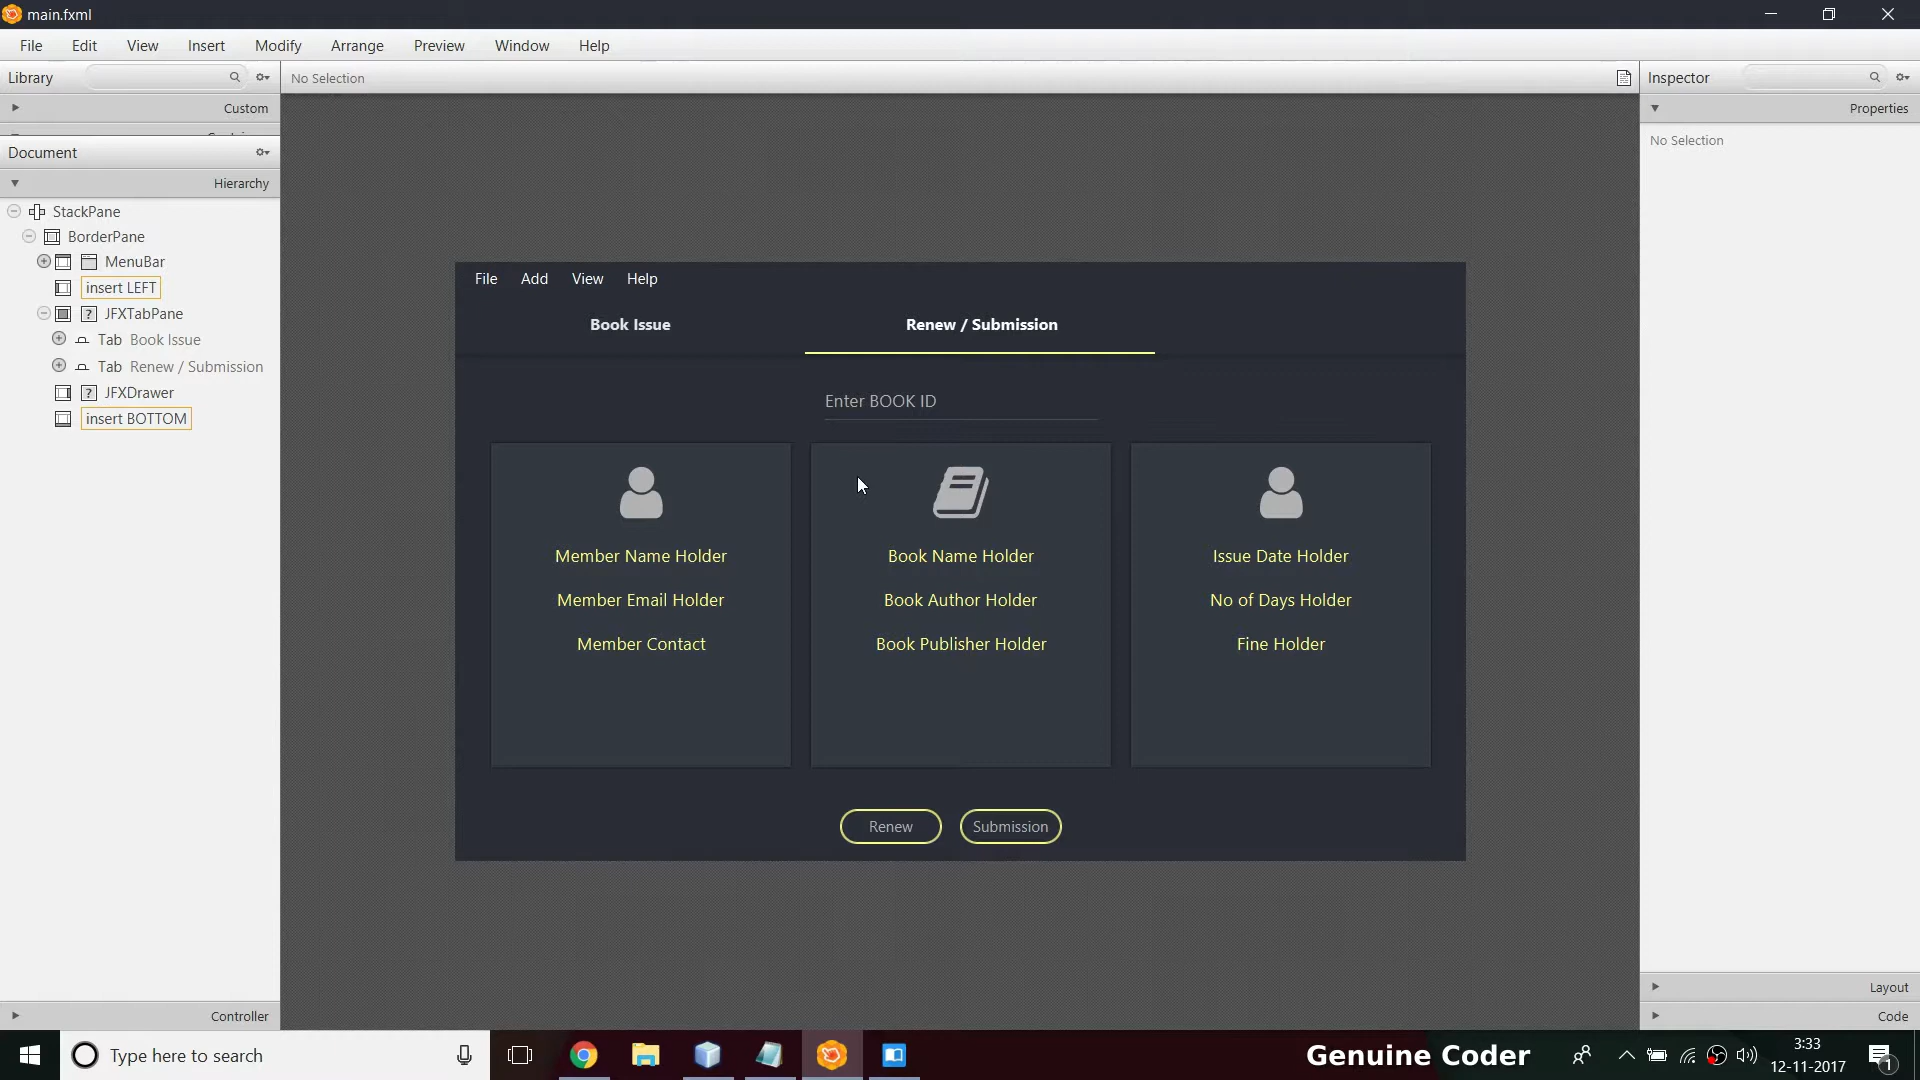 main.fxml
File Edit View Insert Modify Arrange Preview Window Help
Library
No Selection
Inspector
Custom
Properties
No Selection
Document
Hierarchy
StackPane
BorderPane
MenuBar
insert LEFT
? JFXTabPane
Tab Book Issue
Tab Renew / Submission
? JFXDrawer
insert BOTTOM
File Add View Help
Book Issue Renew / Submission
Enter BOOK ID
Member Name Holder
Member Email Holder
Member Contact
Book Name Holder
Book Author Holder
Book Publisher Holder
Issue Date Holder
No of Days Holder
Fine Holder
Renew Submission
Layout
Controller
Code
Type here to search
Genuine Coder
3:33
12-11-2017
1